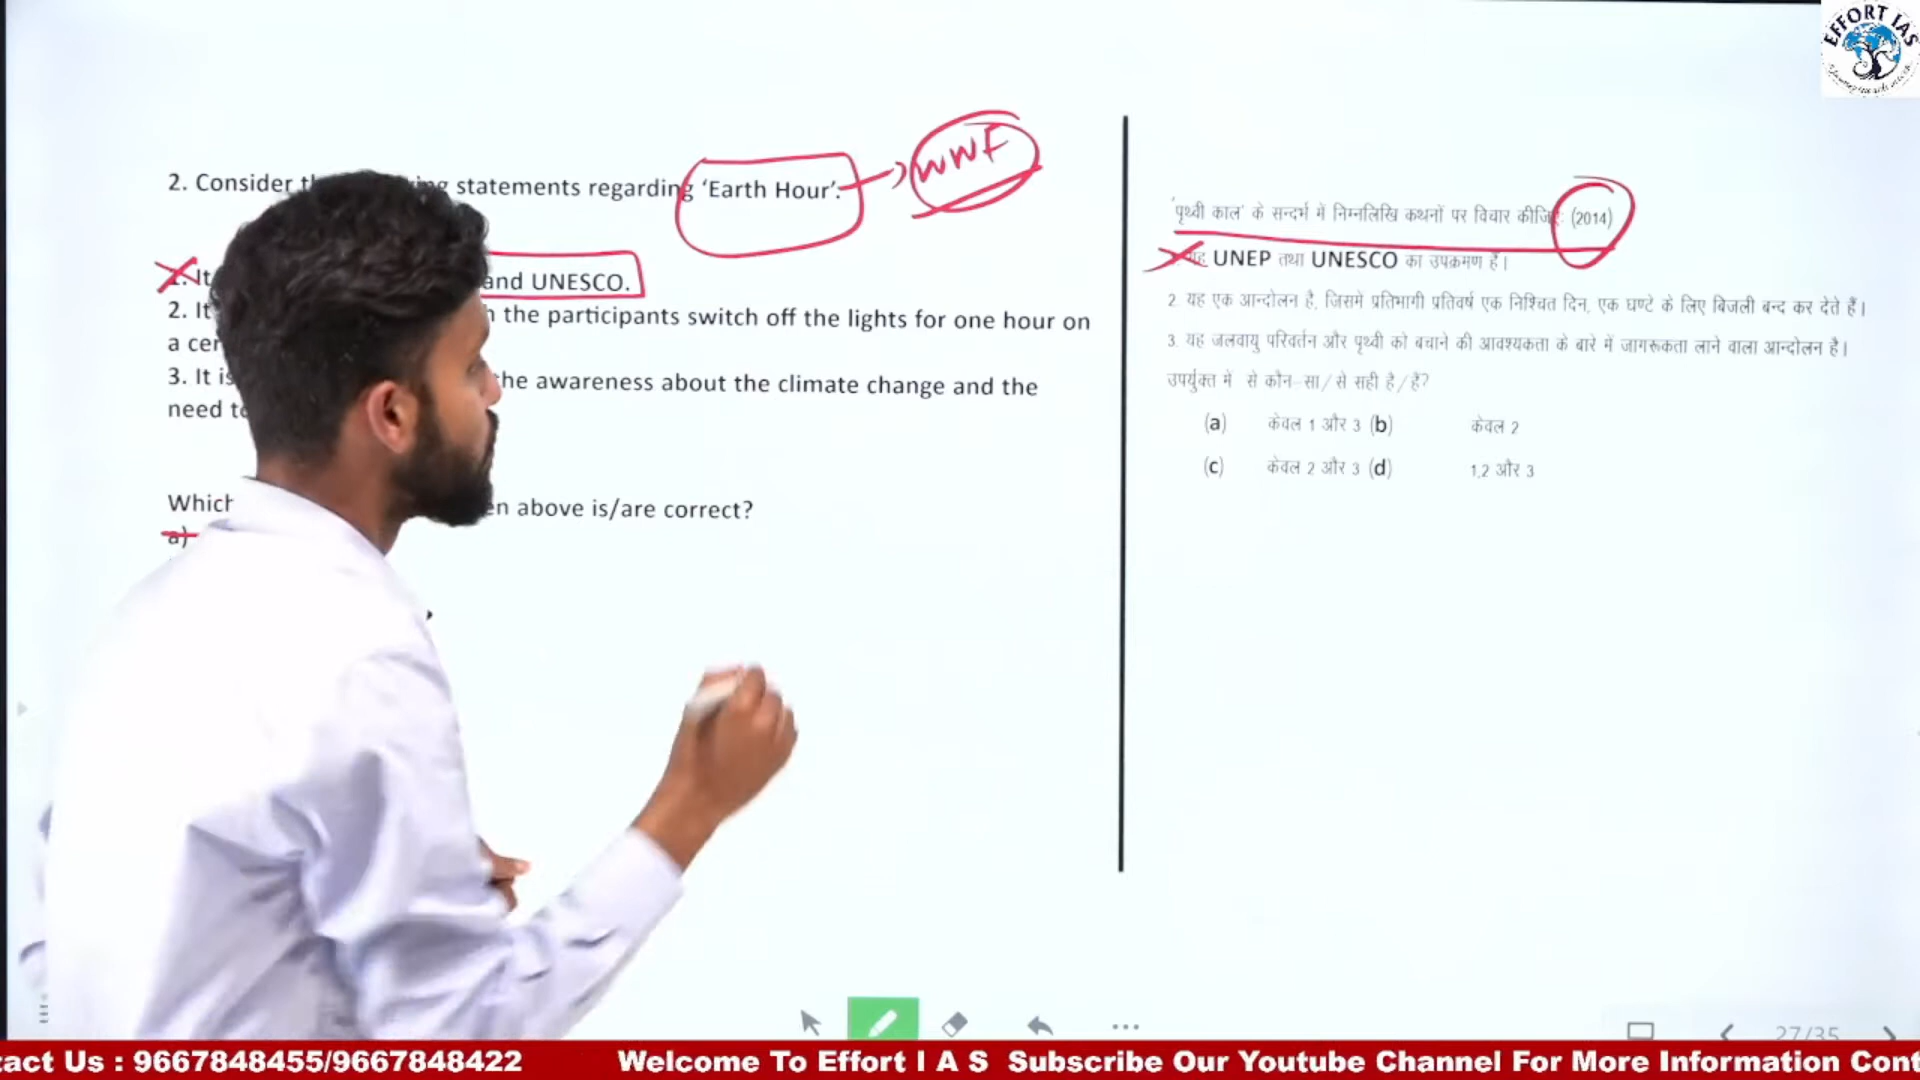 EFFORT IAS
WWF
2. Consider statements regarding ‘Earth Hour’:
It and UNESCO.
2. It the participants switch off the lights for one hour on
a
3. It is the awareness about the climate change and the
need
Which above is/are correct?
a)
'पृथ्वी काल' के सन्दर्भ में निम्नलिखि कथनों पर विचार कीजि (2014)
यह UNEP तथा UNESCO का उपक्रमण है।
2. यह एक आन्दोलन है, जिसमें प्रतिभागी प्रतिवर्ष एक निश्चित दिन, एक घण्टे के लिए बिजली बन्द कर देते हैं।
3. यह जलवायु परिवर्तन और पृथ्वी को बचाने की आवश्यकता के बारे में जागरूकता लाने वाला आन्दोलन है।
उपर्युक्त में से कौन-सा/से सही है/हैं?
(a) केवल 1 और 3 (b) केवल 2
(c) केवल 2 और 3 (d) 1,2 और 3
27/35
tact Us : 9667848455/9667848422 Welcome To Effort I A S Subscribe Our Youtube Channel For More Information Cont